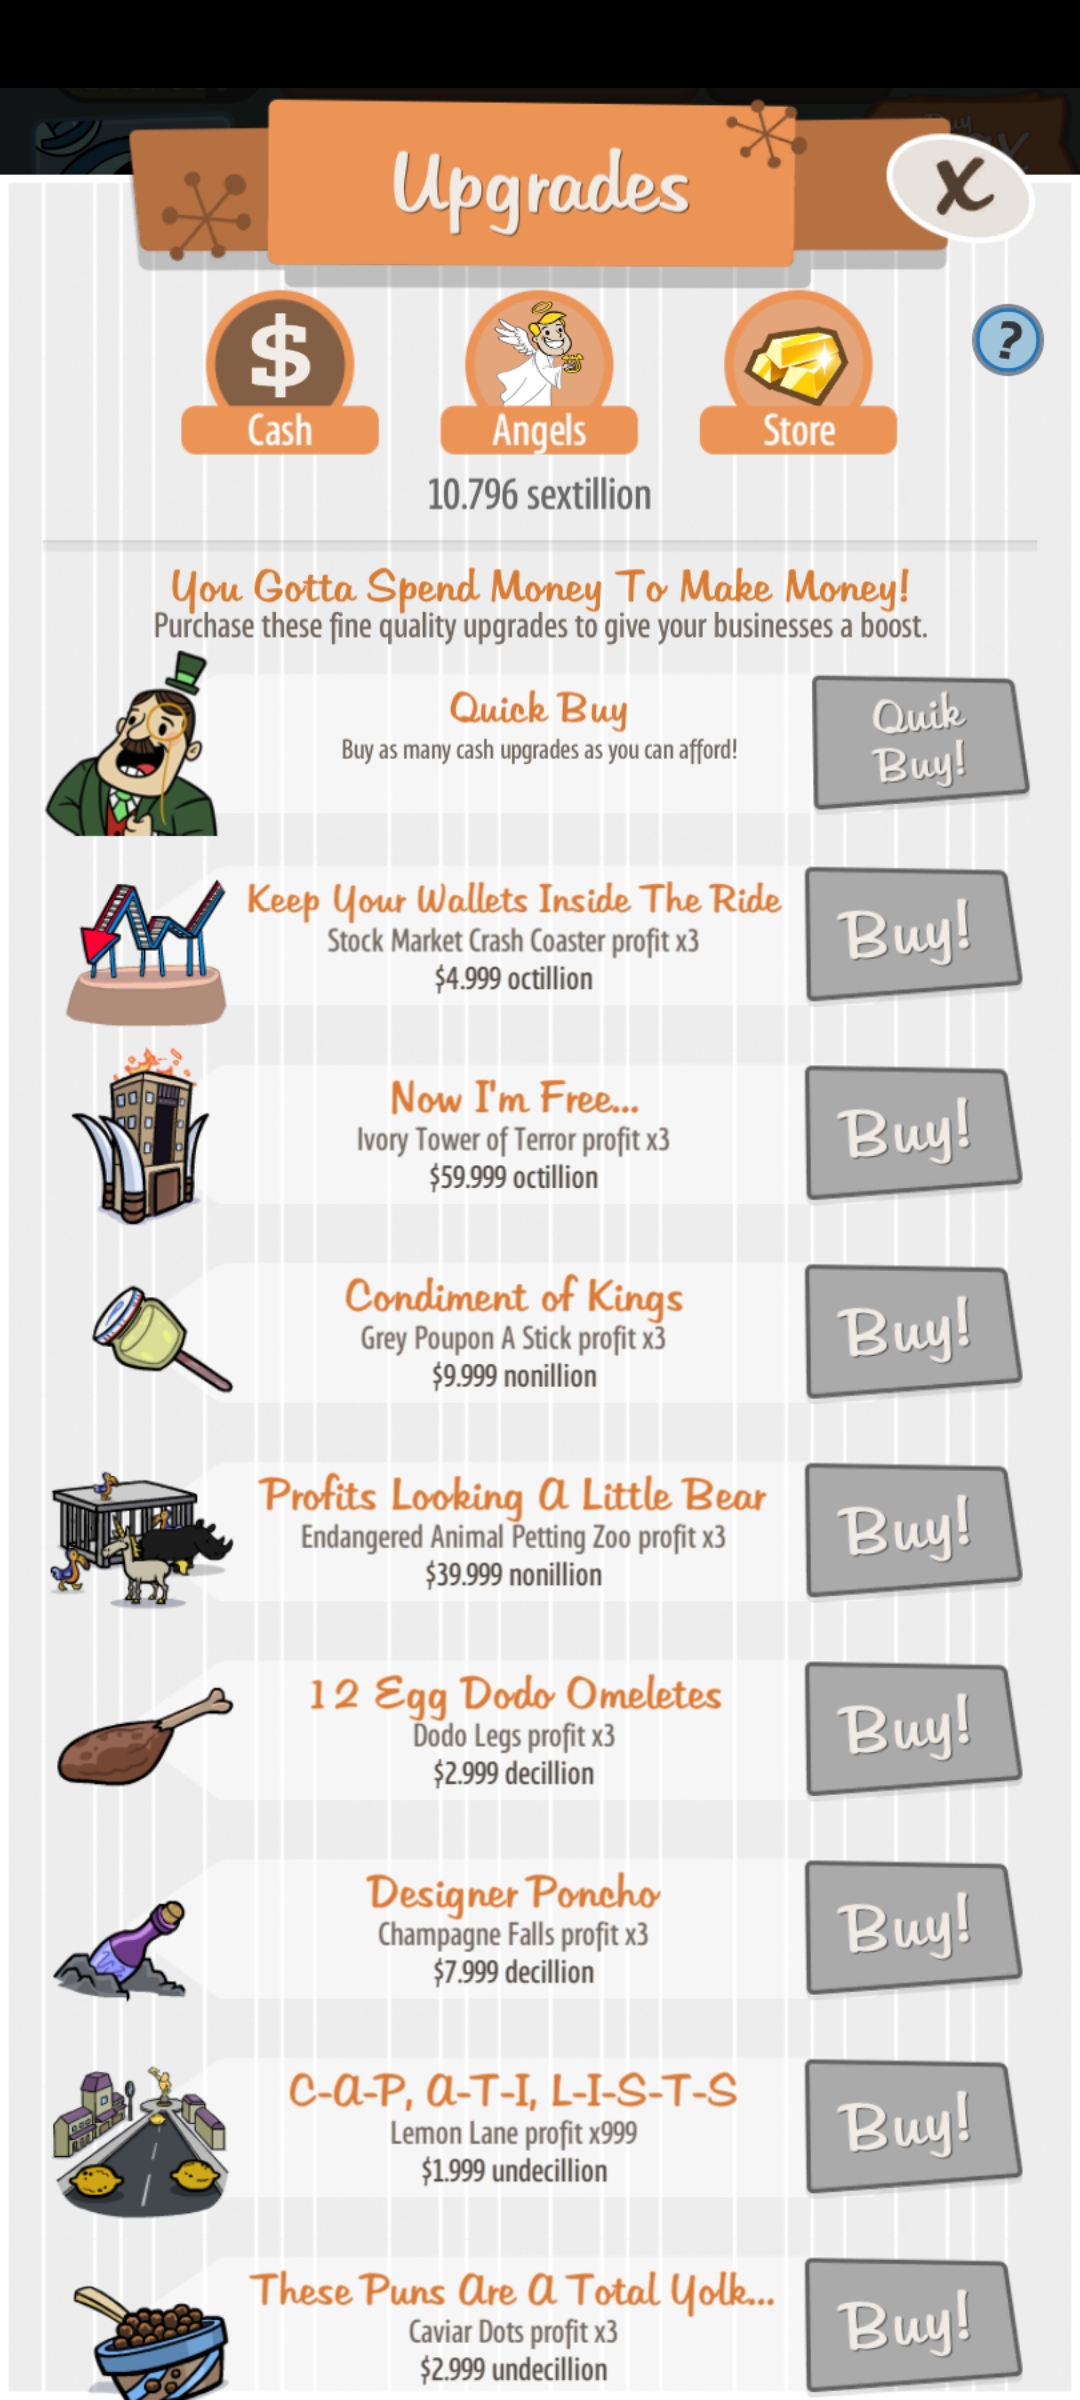 Upgrades
X
$
?
Cash
Angels
Store
10.796 sextillion
You Gotta Spend Money To Make Money!
Purchase these fine quality upgrades to give your businesses a boost.
Quick Buy
Buy as many cash upgrades as you can afford!
Quik
Buy!
Keep Your Wallets Inside The Ride
Stock Market Crash Coaster profit x3
$4.999 octillion
Buy!
Now I'm Free...
Ivory Tower of Terror profit x3
$59.999 octillion
Buy!
Condiment of Kings
Grey Poupon A Stick profit x3
$9.999 nonillion
Buy!
Profits Looking A Little Bear
Endangered Animal Petting Zoo profit x3
$39.999 nonillion
Buy!
12 Egg Dodo Omeletes
Dodo Legs profit x3
$2.999 decillion
Buy!
Designer Poncho
Champagne Falls profit x3
$7.999 decillion
Buy!
C-A-P, A-T-I, L-I-S-T-S
Lemon Lane profit x999
$1.999 undecillion
Buy!
These Puns Are A Total Yolk...
Caviar Dots profit x3
$2.999 undecillion
Buy!